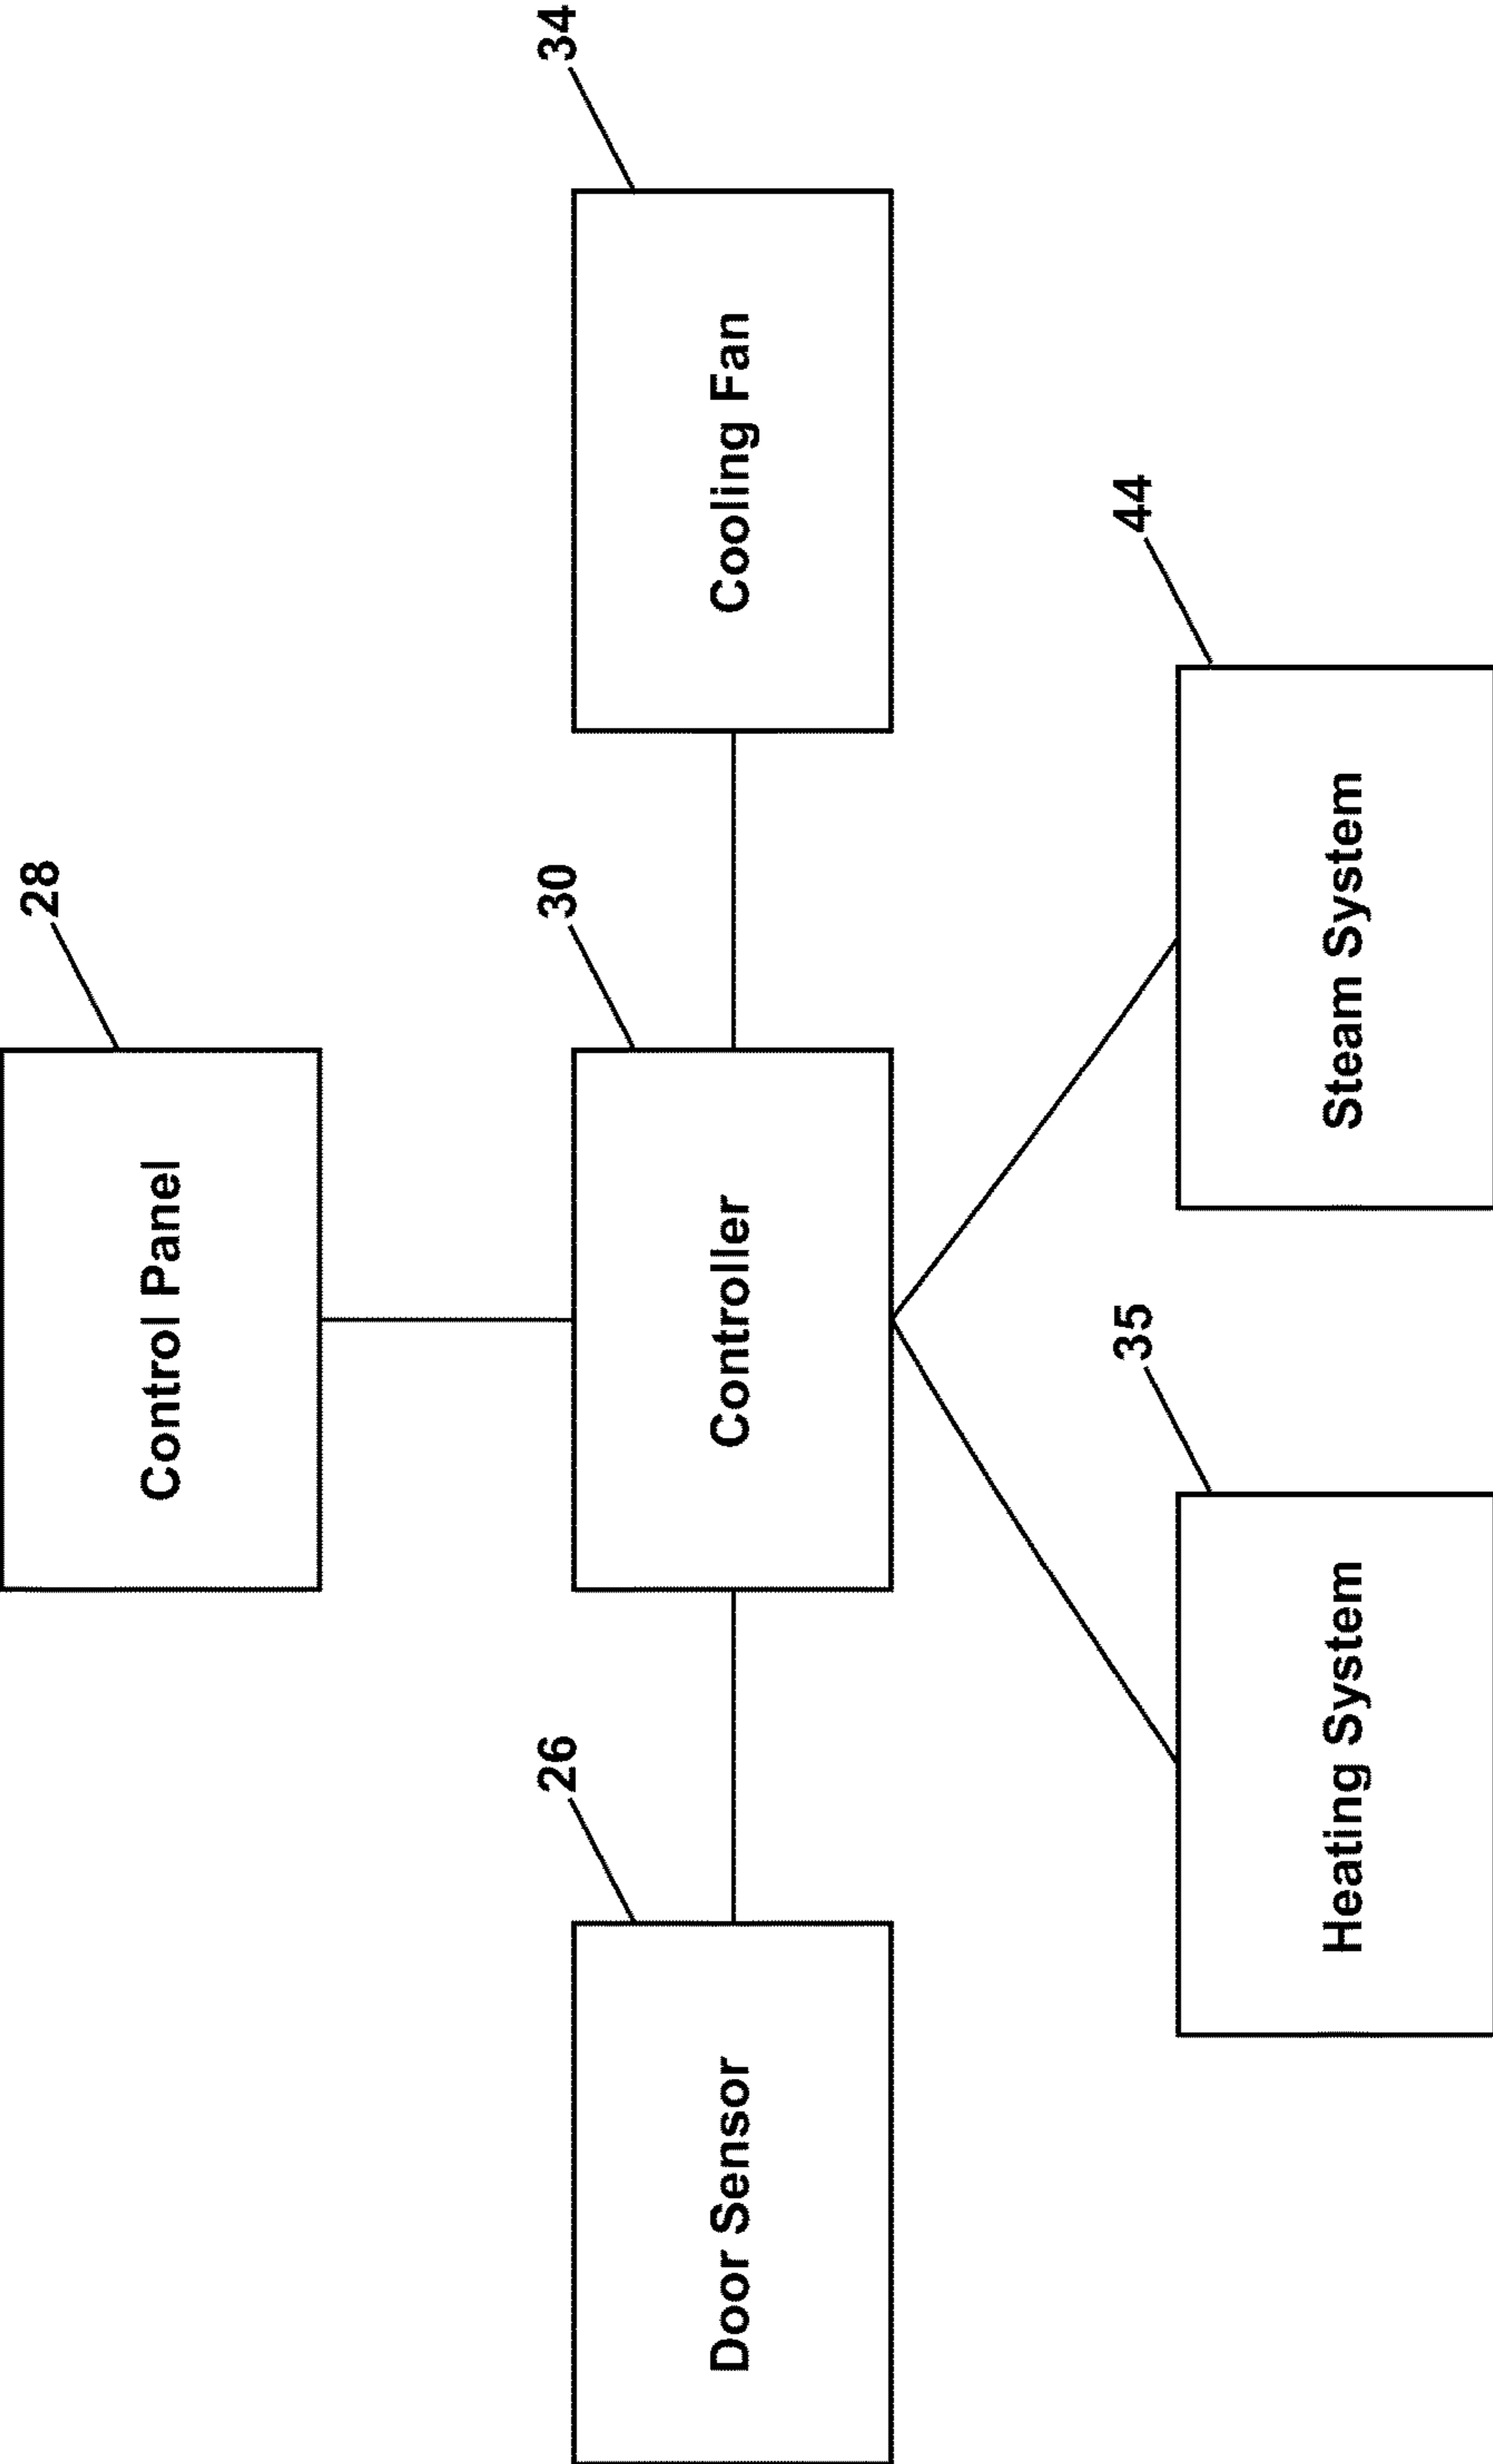 28
Control Panel
26
30
34
Door Sensor
Controller
Cooling Fan
35
44
Heating System
Steam System